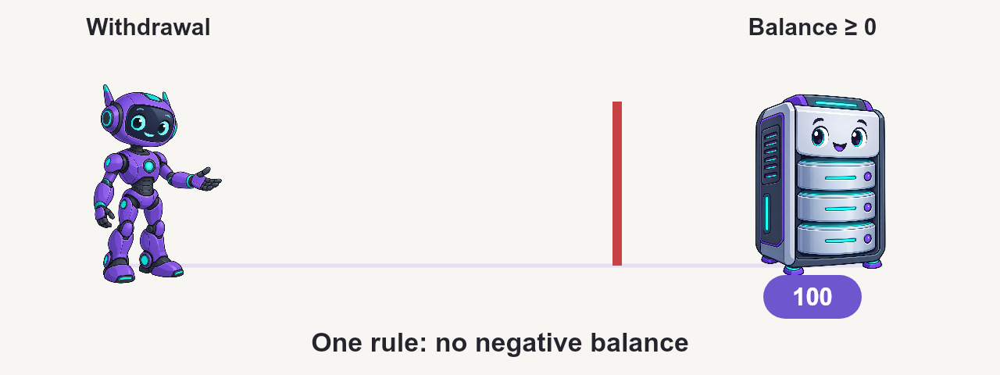 Withdrawal
Balance ≥ 0
100
One rule: no negative balance